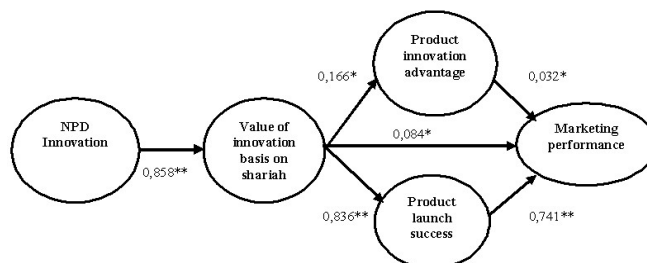 Product
innovation
advantage
0,166*
0,032*
NPD
Innovation
Value of
innovation
basis on
shariah
0,084*
Marketing
performance
0,858**
Product
launch
success
0,836**
0,741**